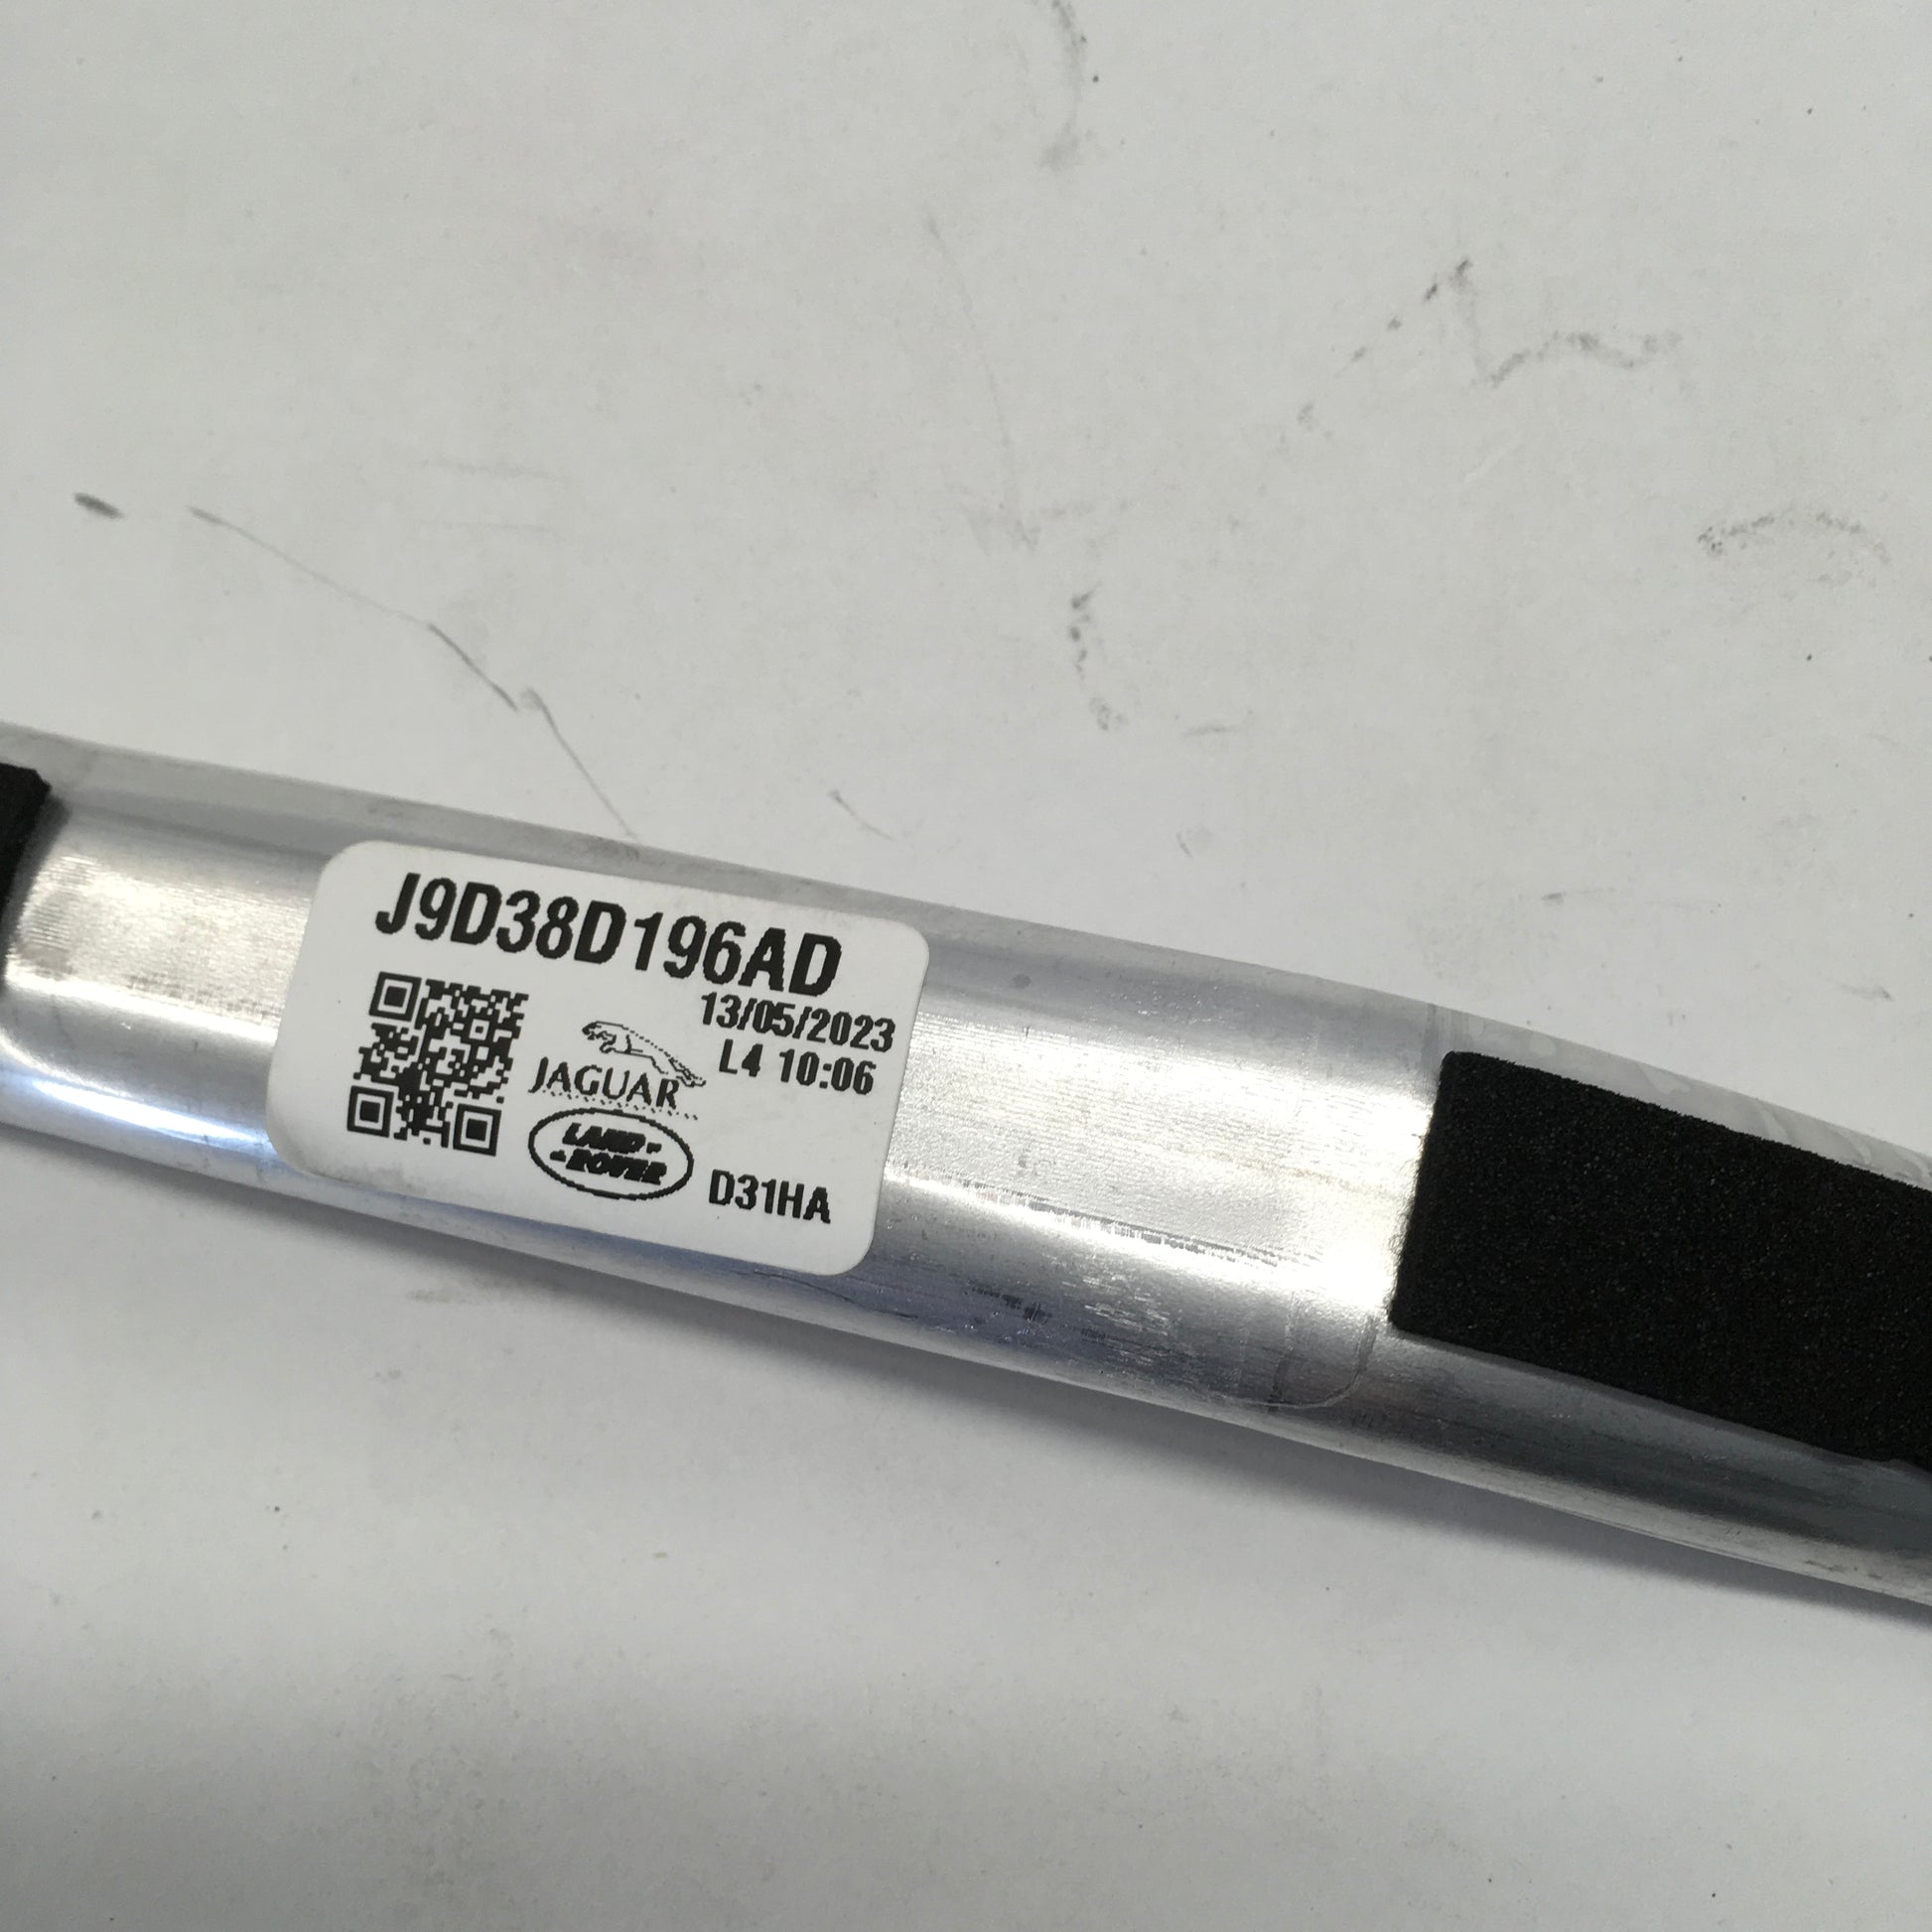 J9D38D196AD
13/05/2023
L4 10:06
JAGUAR
LAND-
-ROVER
D31HA